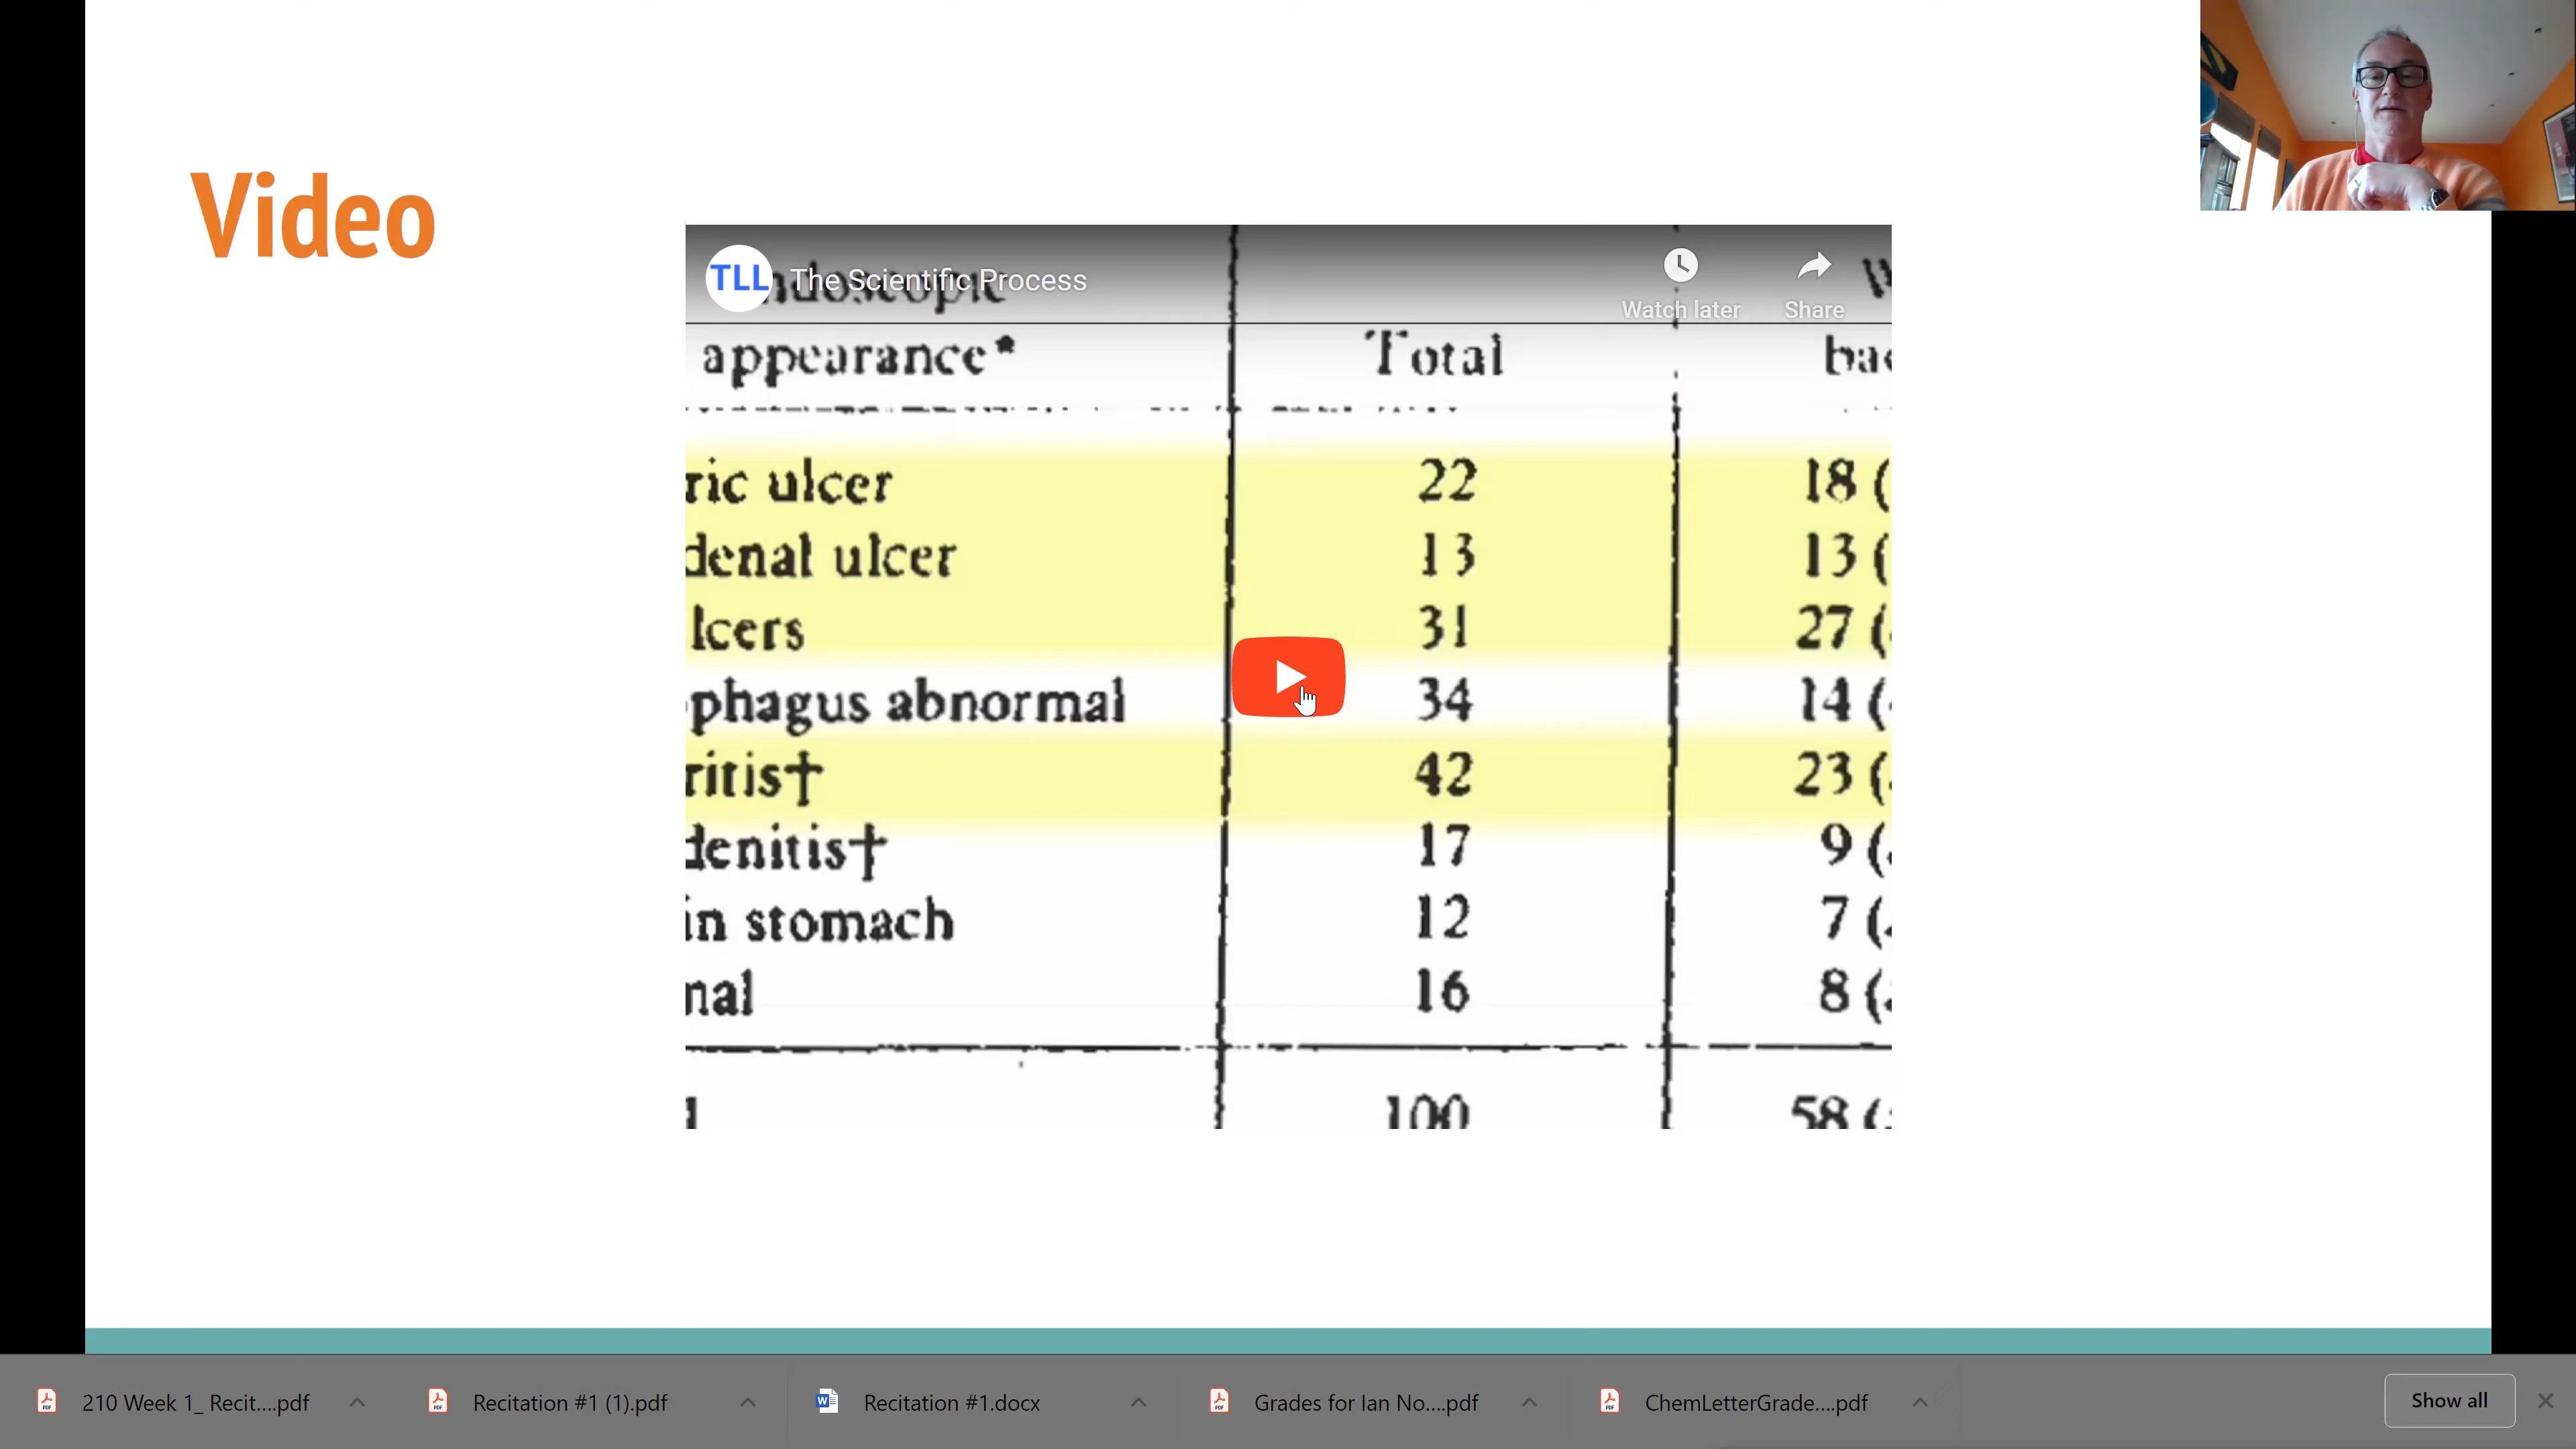 Video
TLL The Scientific Process
Watch later Share
appearance* Total
ric ulcer 22 18 (
denal ulcer 13 13 (
lcers 31 27 (
phagus abnormal 34 14 (
ritis† 42 23 (
denitis† 17 9 (
in stomach 12 7 (
nal 16 8 (
100 58 (
210 Week 1_ Recit....pdf Recitation #1 (1).pdf Recitation #1.docx Grades for Ian No....pdf ChemLetterGrade....pdf Show all